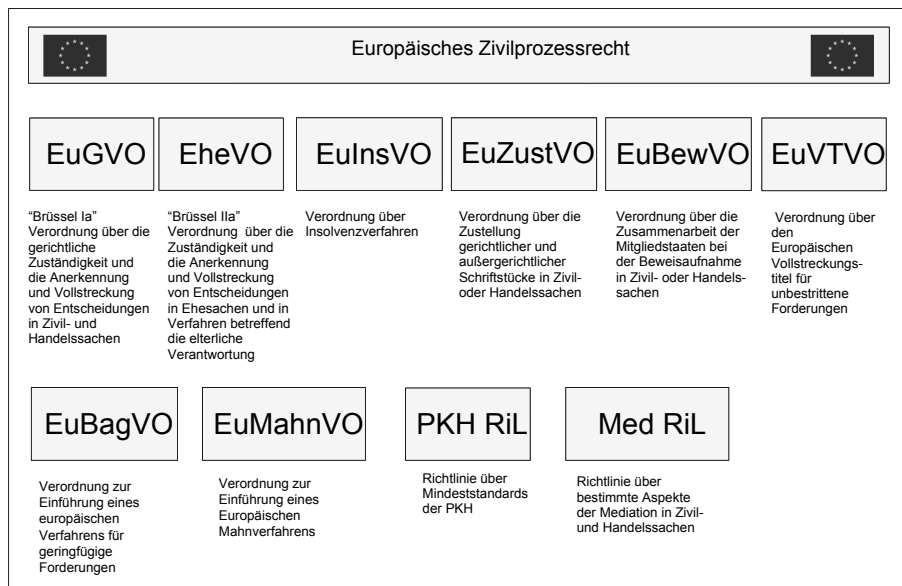 Europäisches Zivilprozessrecht
EuGVO
“Brüssel Ia”
Verordnung über die
gerichtliche
Zuständigkeit und
die Anerkennung
und Vollstreckung
von Entscheidungen
in Zivil- und
Handelssachen
EheVO
“Brüssel IIa”
Verordnung über die
Zuständigkeit und
die Anerkennung
und Vollstreckung
von Entscheidungen
in Ehesachen und in
Verfahren betreffend
die elterliche
Verantwortung
EuInsVO
Verordnung über
Insolvenzverfahren
EuZustVO
Verordnung über die
Zustellung
gerichtlicher und
außergerichtlicher
Schriftstücke in Zivil-
oder Handelssachen
EuBewVO
Verordnung über die
Zusammenarbeit der
Mitgliedstaaten bei
der Beweisaufnahme
in Zivil- oder Handels-
sachen
EuVTVO
Verordnung über
den
Europäischen
Vollstreckungs-
titel für
unbestrittene
Forderungen
EuBagVO
Verordnung zur
Einführung eines
europäischen
Verfahrens für
geringfügige
Forderungen
EuMahnVO
Verordnung zur
Einführung eines
Europäischen
Mahnverfahrens
PKH RiL
Richtlinie über
Mindeststandards
der PKH
Med RiL
Richtlinie über
bestimmte Aspekte
der Mediation in Zivil-
und Handelssachen